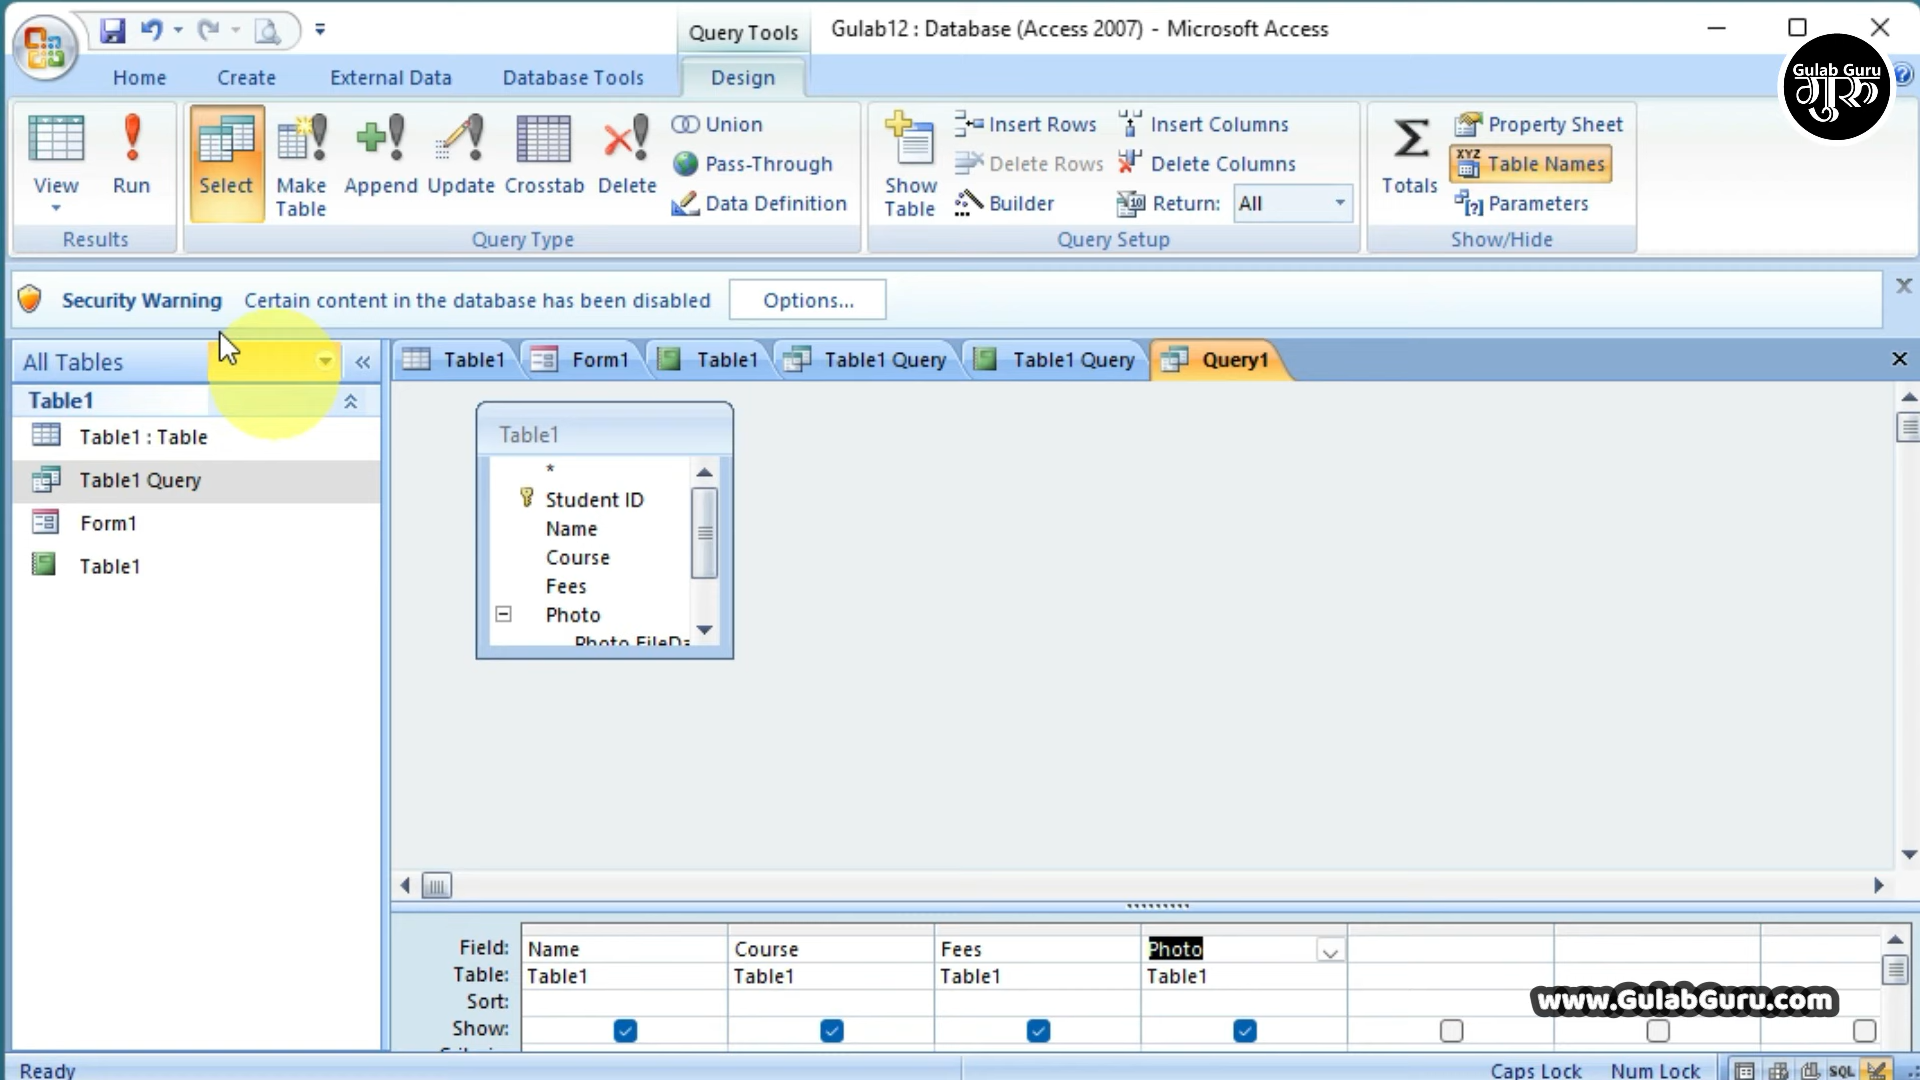 Query Tools
Gulab12 : Database (Access 2007) - Microsoft Access
Home Create External Data Database Tools Design
Gulab Guru
गुरु
View
Run
Select
Make Table
Append
Update
Crosstab
Delete
Union
Pass-Through
Data Definition
Show Table
Insert Rows
Delete Rows
Builder
Insert Columns
Delete Columns
Return: All
Totals
Property Sheet
XYZ Table Names
Parameters
Results Query Type Query Setup Show/Hide
Security Warning Certain content in the database has been disabled Options...
All Tables
Table1 Form1 Table1 Table1 Query Table1 Query Query1
Table1
Table1 : Table
Table1 Query
Form1
Table1
Table1
*
Student ID
Name
Course
Fees
Photo
Photo.FileDa
Field: Name Course Fees Photo
Table: Table1 Table1 Table1 Table1
Sort:
Show:
www.GulabGuru.com
Ready Caps Lock Num Lock SQL